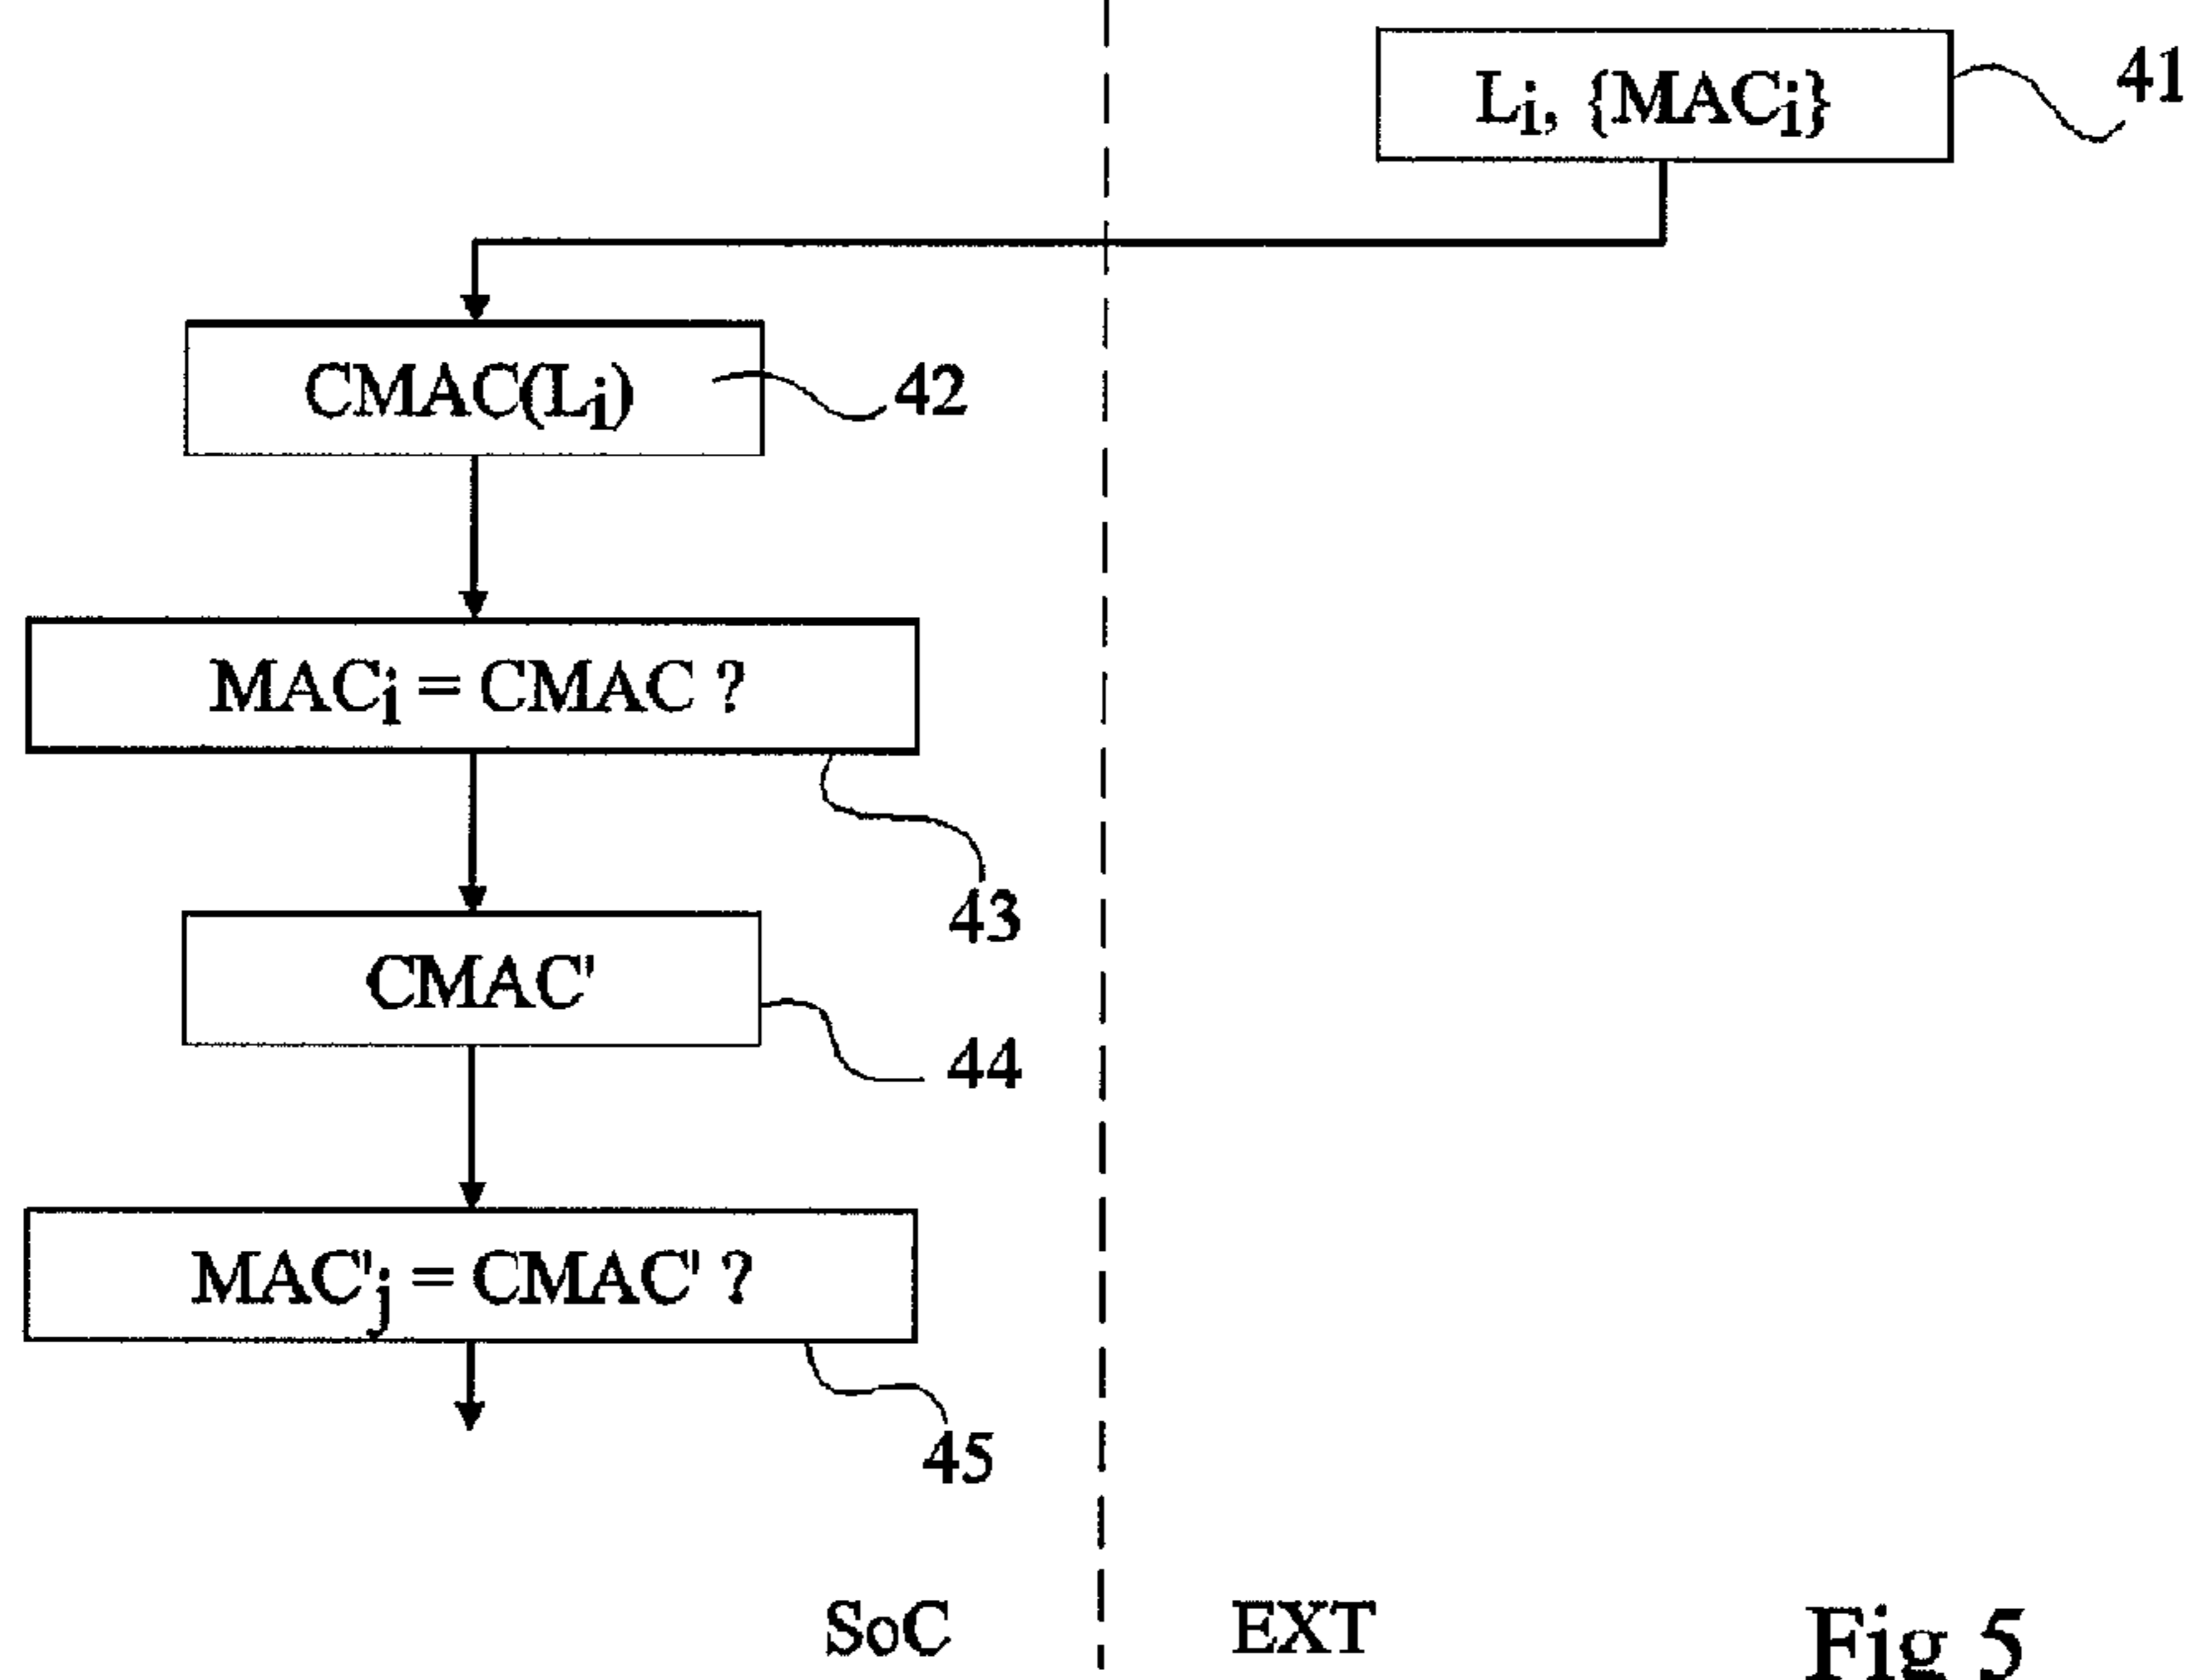 Lᵢ, {MACᵢ}
41
CMAC(Lᵢ)
42
MACᵢ = CMAC ?
43
CMAC'
44
MAC'ⱼ = CMAC' ?
45
SoC
EXT
Fig 5